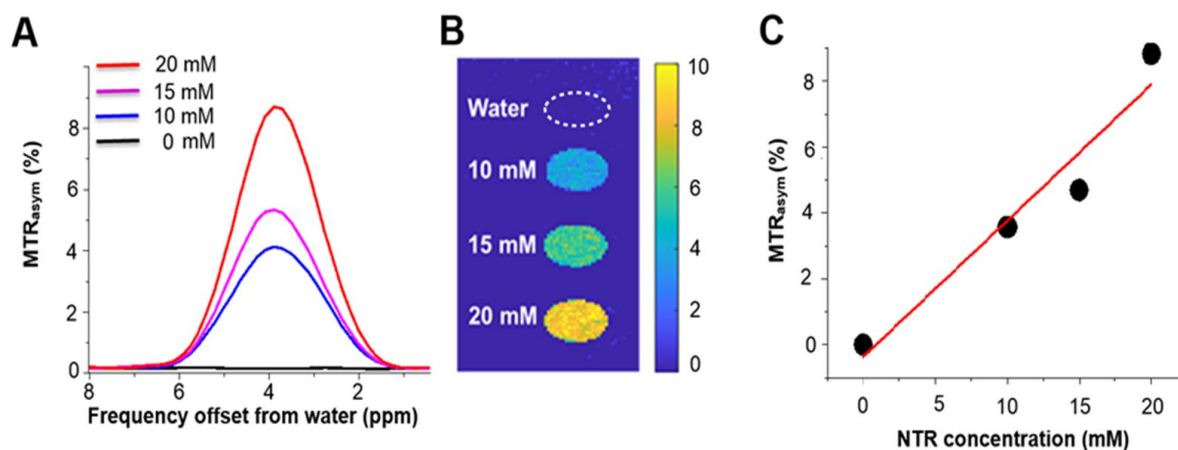 A
20 mM
15 mM
10 mM
0 mM
8
6
4
2
0
MTRasym (%)
8 6 4 2
Frequency offset from water (ppm)
B
Water
10 mM
15 mM
20 mM
10
8
6
4
2
0
C
8
6
4
2
0
MTRasym (%)
0 5 10 15 20
NTR concentration (mM)